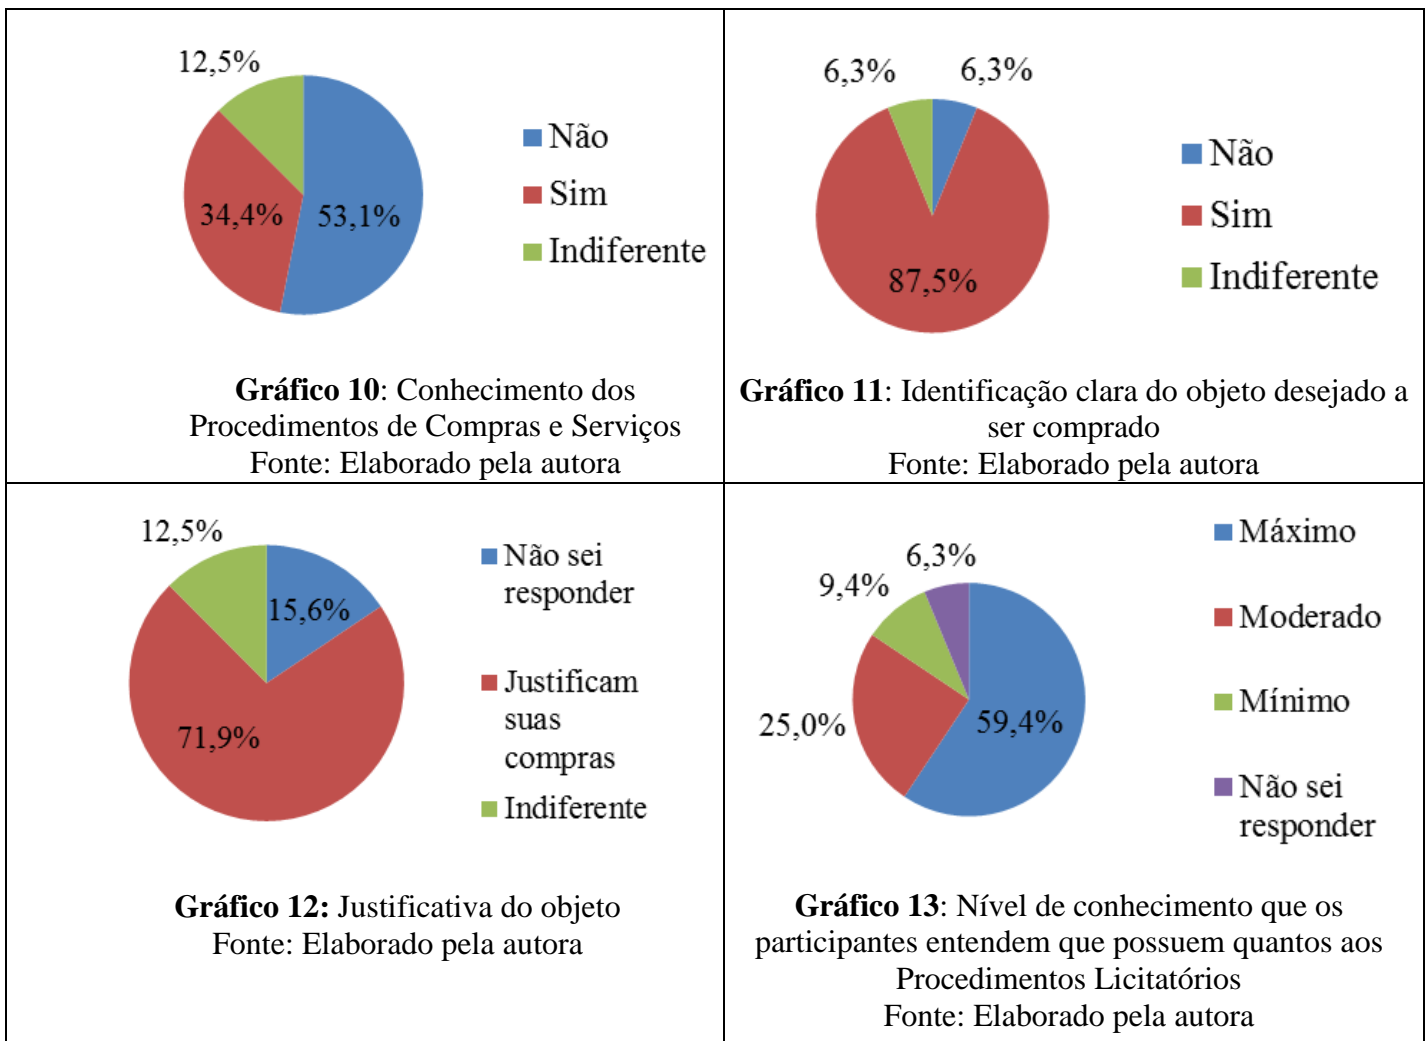 12,5%
34,4%
53,1%
Não
Sim
Indiferente
Gráfico 10: Conhecimento dos
Procedimentos de Compras e Serviços
Fonte: Elaborado pela autora
6,3%
6,3%
87,5%
Não
Sim
Indiferente
Gráfico 11: Identificação clara do objeto desejado a
ser comprado
Fonte: Elaborado pela autora
12,5%
15,6%
71,9%
Não sei
responder
Justificam
suas
compras
Indiferente
Gráfico 12: Justificativa do objeto
Fonte: Elaborado pela autora
6,3%
9,4%
25,0%
59,4%
Máximo
Moderado
Mínimo
Não sei
responder
Gráfico 13: Nível de conhecimento que os
participantes entendem que possuem quantos aos
Procedimentos Licitatórios
Fonte: Elaborado pela autora